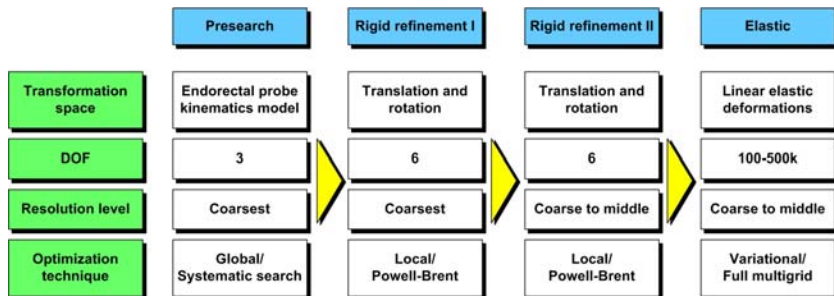 Presearch
Rigid refinement I
Rigid refinement II
Elastic
Transformation
space
Endorectal probe
kinematics model
Translation and
rotation
Translation and
rotation
Linear elastic
deformations
DOF
3
6
6
100-500k
Resolution level
Coarsest
Coarsest
Coarse to middle
Coarse to middle
Optimization
technique
Global/
Systematic search
Local/
Powell-Brent
Local/
Powell-Brent
Variational/
Full multigrid